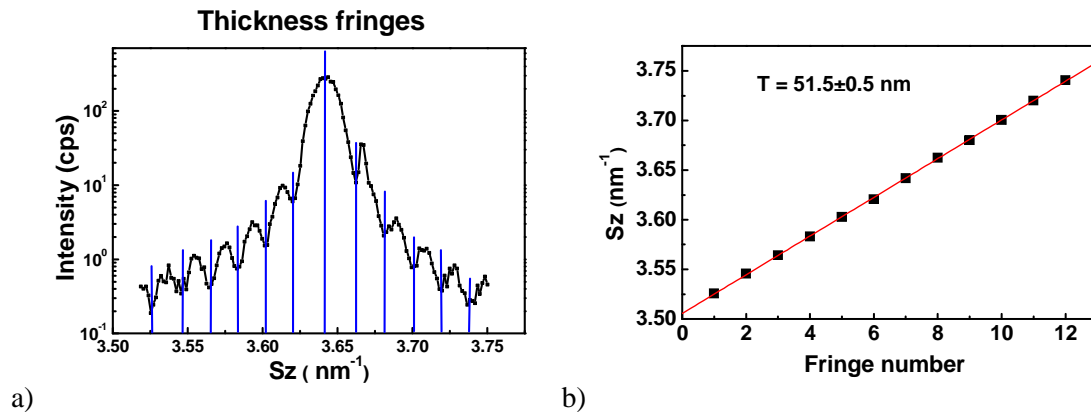 Thickness fringes
Intensity (cps)
10²
10¹
10⁰
10⁻¹
3.50 3.55 3.60 3.65 3.70 3.75
Sz ( nm⁻¹)
a)
T = 51.5±0.5 nm
Sz (nm⁻¹)
3.75
3.70
3.65
3.60
3.55
3.50
0 2 4 6 8 10 12
Fringe number
b)